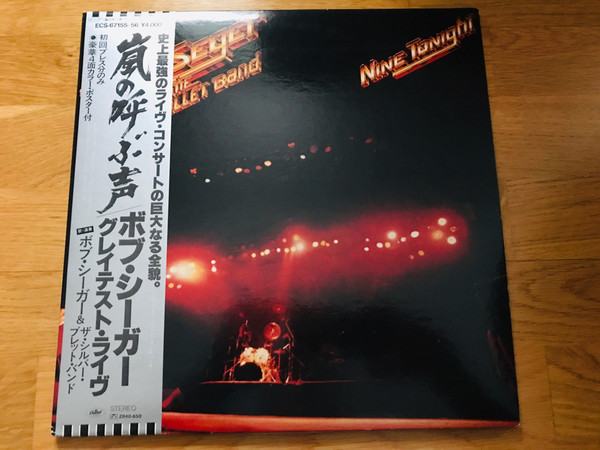 ECS-67155・56 ¥4,000
初回プレス分のみ
●豪華4面カラー・ポスター付
嵐の呼ぶ声
史上最強のライヴ・コンサートの巨大なる全貌。
ボブ・シーガー
グレイテスト・ライヴ
ボブ・シーガー&ザ・シルバー・
ブレット・バンド
STEREO
Seger
Band
Nine Tonight